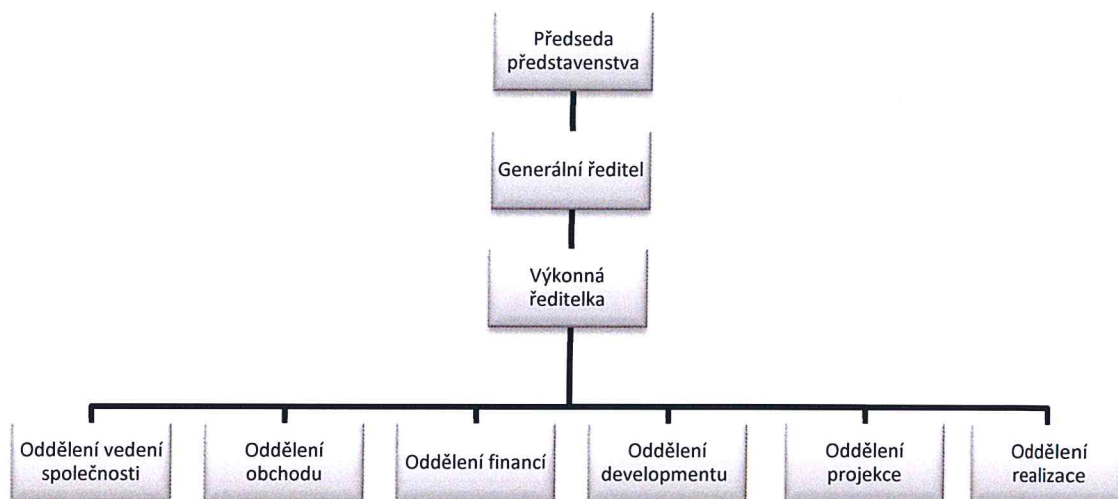 Předseda
představenstva
Generální ředitel
Výkonná
ředitelka
Oddělení vedení
společnosti
Oddělení
obchodu
Oddělení financí
Oddělení
developmentu
Oddělení
projekce
Oddělení
realizace